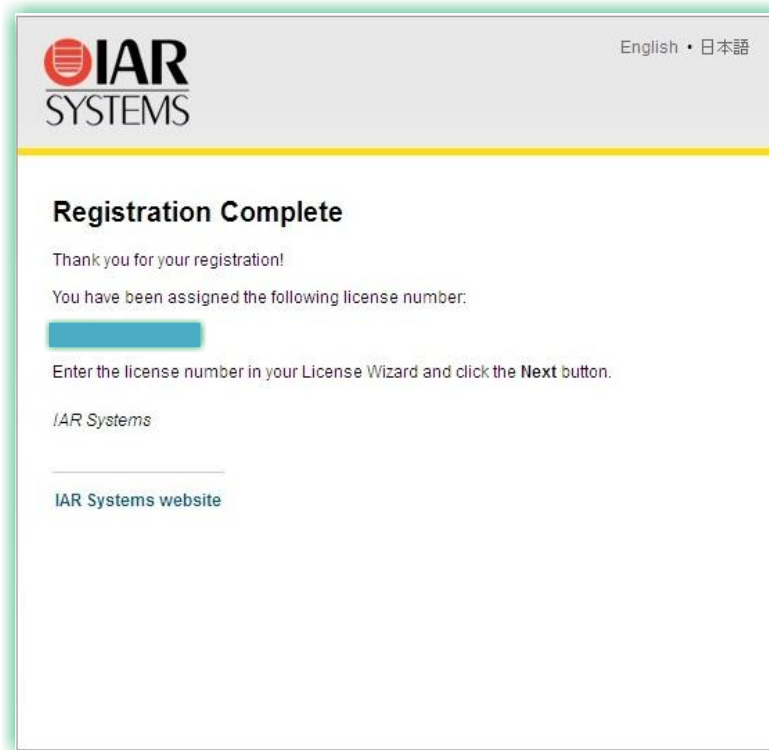 IAR
SYSTEMS
English • 日本語
Registration Complete
Thank you for your registration!
You have been assigned the following license number:
Enter the license number in your License Wizard and click the Next button.
IAR Systems
IAR Systems website